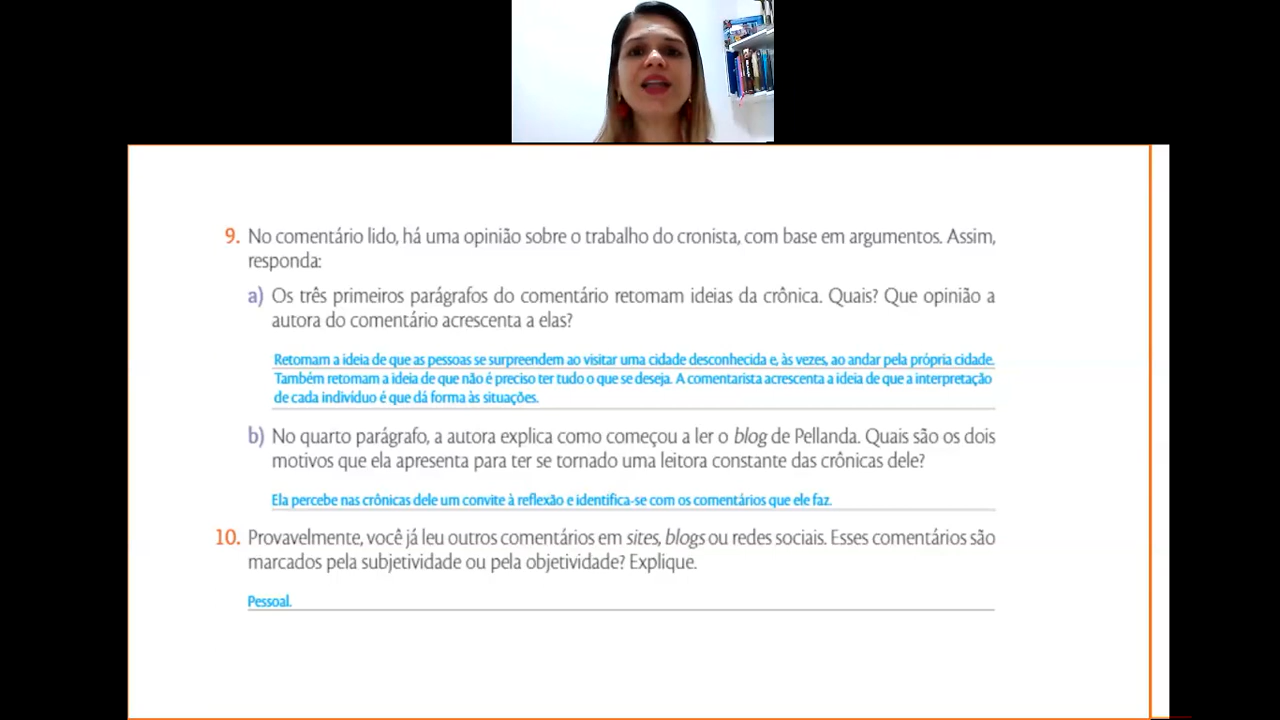 9. No comentário lido, há uma opinião sobre o trabalho do cronista, com base em argumentos. Assim,
responda:
a) Os três primeiros parágrafos do comentário retomam ideias da crônica. Quais? Que opinião a
autora do comentário acrescenta a elas?
Retomam a ideia de que as pessoas se surpreendem ao visitar uma cidade desconhecida e, às vezes, ao andar pela própria cidade.
Também retomam a ideia de que não é preciso ter tudo o que se deseja. A comentarista acrescenta a ideia de que a interpretação
de cada indivíduo é que dá forma às situações.
b) No quarto parágrafo, a autora explica como começou a ler o blog de Pellanda. Quais são os dois
motivos que ela apresenta para ter se tornado uma leitora constante das crônicas dele?
Ela percebe nas crônicas dele um convite à reflexão e identifica-se com os comentários que ele faz.
10. Provavelmente, você já leu outros comentários em sites, blogs ou redes sociais. Esses comentários são
marcados pela subjetividade ou pela objetividade? Explique.
Pessoal.